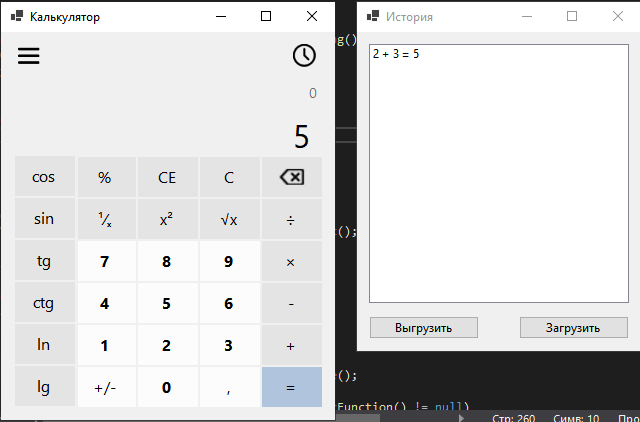 Калькулятор
0
5
cos % CE C
sin ¹⁄ₓ x² √x ÷
tg 7 8 9 ×
ctg 4 5 6 -
ln 1 2 3 +
lg +/- 0 , =
История
2 + 3 = 5
Выгрузить Загрузить
g()
();
();
Function() != null)
Стр: 260 Симв: 10 Про